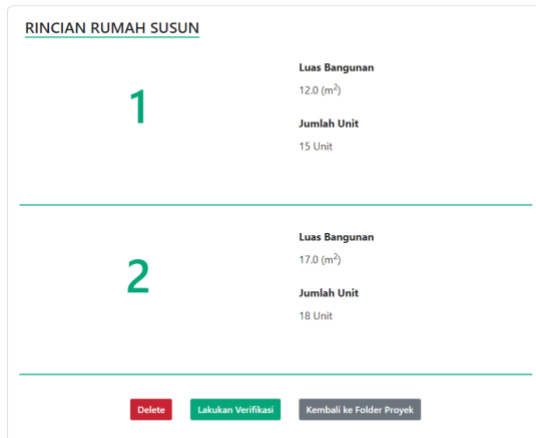 RINCIAN RUMAH SUSUN
1
Luas Bangunan
12.0 (m²)
Jumlah Unit
15 Unit
2
Luas Bangunan
17.0 (m²)
Jumlah Unit
18 Unit
Delete Lakukan Verifikasi Kembali ke Folder Proyek